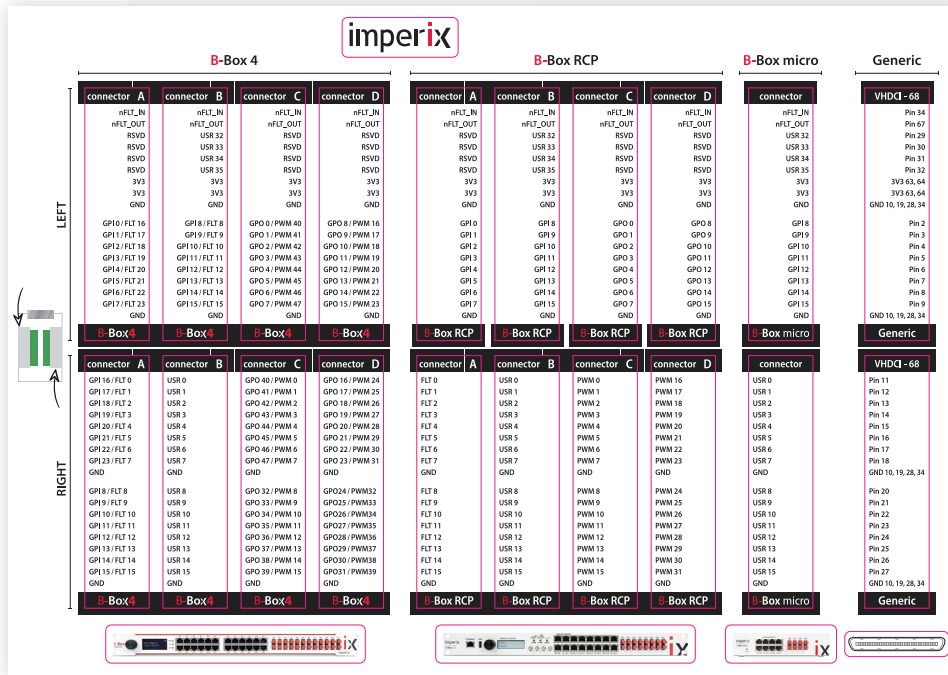 imperix
B-Box 4 B-Box RCP B-Box micro Generic
connector A connector B connector C connector D connector A connector B connector C connector D connector VHDCI - 68
nFLT_IN nFLT_IN nFLT_IN nFLT_IN nFLT_IN nFLT_IN nFLT_IN nFLT_IN nFLT_IN Pin 34
nFLT_OUT nFLT_OUT nFLT_OUT nFLT_OUT nFLT_OUT nFLT_OUT nFLT_OUT nFLT_OUT nFLT_OUT Pin 67
RSVD USR 32 RSVD RSVD RSVD USR 32 RSVD RSVD USR 32 Pin 29
RSVD USR 33 RSVD RSVD RSVD USR 33 RSVD RSVD USR 33 Pin 30
RSVD USR 34 RSVD RSVD RSVD USR 34 RSVD RSVD USR 34 Pin 31
RSVD USR 35 RSVD RSVD RSVD USR 35 RSVD RSVD USR 35 Pin 32
3V3 3V3 3V3 3V3 3V3 3V3 3V3 3V3 3V3 3V3 63, 64
3V3 3V3 3V3 3V3 3V3 3V3 3V3 3V3 3V3 3V3 63, 64
GND GND GND GND GND GND GND GND GND GND 10, 19, 28, 34
LEFT
GPI 0 / FLT 16 GPI 8 / FLT 8 GPO 0 / PWM 40 GPO 8 / PWM 16 GPI 0 GPI 8 GPO 0 GPO 8 GPI 8 Pin 2
GPI 1 / FLT 17 GPI 9 / FLT 9 GPO 1 / PWM 41 GPO 9 / PWM 17 GPI 1 GPI 9 GPO 1 GPO 9 GPI 9 Pin 3
GPI 2 / FLT 18 GPI 10 / FLT 10 GPO 2 / PWM 42 GPO 10 / PWM 18 GPI 2 GPI 10 GPO 2 GPO 10 GPI 10 Pin 4
GPI 3 / FLT 19 GPI 11 / FLT 11 GPO 3 / PWM 43 GPO 11 / PWM 19 GPI 3 GPI 11 GPO 3 GPO 11 GPI 11 Pin 5
GPI 4 / FLT 20 GPI 12 / FLT 12 GPO 4 / PWM 44 GPO 12 / PWM 20 GPI 4 GPI 12 GPO 4 GPO 12 GPI 12 Pin 6
GPI 5 / FLT 21 GPI 13 / FLT 13 GPO 5 / PWM 45 GPO 13 / PWM 21 GPI 5 GPI 13 GPO 5 GPO 13 GPI 13 Pin 7
GPI 6 / FLT 22 GPI 14 / FLT 14 GPO 6 / PWM 46 GPO 14 / PWM 22 GPI 6 GPI 14 GPO 6 GPO 14 GPI 14 Pin 8
GPI 7 / FLT 23 GPI 15 / FLT 15 GPO 7 / PWM 47 GPO 15 / PWM 23 GPI 7 GPI 15 GPO 7 GPO 15 GPI 15 Pin 9
GND GND GND GND GND GND GND GND GND GND 10, 19, 28, 34
B-Box4 B-Box4 B-Box4 B-Box4 B-Box RCP B-Box RCP B-Box RCP B-Box RCP B-Box micro Generic
connector A connector B connector C connector D connector A connector B connector C connector D connector VHDCI - 68
GPI 16 / FLT 0 USR 0 GPO 40 / PWM 0 GPO 16 / PWM 24 FLT 0 USR 0 PWM 0 PWM 16 USR 0 Pin 11
GPI 17 / FLT 1 USR 1 GPO 41 / PWM 1 GPO 17 / PWM 25 FLT 1 USR 1 PWM 1 PWM 17 USR 1 Pin 12
GPI 18 / FLT 2 USR 2 GPO 42 / PWM 2 GPO 18 / PWM 26 FLT 2 USR 2 PWM 2 PWM 18 USR 2 Pin 13
GPI 19 / FLT 3 USR 3 GPO 43 / PWM 3 GPO 19 / PWM 27 FLT 3 USR 3 PWM 3 PWM 19 USR 3 Pin 14
GPI 20 / FLT 4 USR 4 GPO 44 / PWM 4 GPO 20 / PWM 28 FLT 4 USR 4 PWM 4 PWM 20 USR 4 Pin 15
GPI 21 / FLT 5 USR 5 GPO 45 / PWM 5 GPO 21 / PWM 29 FLT 5 USR 5 PWM 5 PWM 21 USR 5 Pin 16
GPI 22 / FLT 6 USR 6 GPO 46 / PWM 6 GPO 22 / PWM 30 FLT 6 USR 6 PWM 6 PWM 22 USR 6 Pin 17
GPI 23 / FLT 7 USR 7 GPO 47 / PWM 7 GPO 23 / PWM 31 FLT 7 USR 7 PWM 7 PWM 23 USR 7 Pin 18
GND GND GND GND GND GND GND GND GND GND 10, 19, 28, 34
RIGHT
GPI 8 / FLT 8 USR 8 GPO 32 / PWM 8 GPO24 / PWM32 FLT 8 USR 8 PWM 8 PWM 24 USR 8 Pin 20
GPI 9 / FLT 9 USR 9 GPO 33 / PWM 9 GPO25 / PWM33 FLT 9 USR 9 PWM 9 PWM 25 USR 9 Pin 21
GPI 10 / FLT 10 USR 10 GPO 34 / PWM 10 GPO26 / PWM34 FLT 10 USR 10 PWM 10 PWM 26 USR 10 Pin 22
GPI 11 / FLT 11 USR 11 GPO 35 / PWM 11 GPO27 / PWM35 FLT 11 USR 11 PWM 11 PWM 27 USR 11 Pin 23
GPI 12 / FLT 12 USR 12 GPO 36 / PWM 12 GPO28 / PWM36 FLT 12 USR 12 PWM 12 PWM 28 USR 12 Pin 24
GPI 13 / FLT 13 USR 13 GPO 37 / PWM 13 GPO29 / PWM37 FLT 13 USR 13 PWM 13 PWM 29 USR 13 Pin 25
GPI 14 / FLT 14 USR 14 GPO 38 / PWM 14 GPO30 / PWM38 FLT 14 USR 14 PWM 14 PWM 30 USR 14 Pin 26
GPI 15 / FLT 15 USR 15 GPO 39 / PWM 15 GPO31 / PWM39 FLT 15 USR 15 PWM 15 PWM 31 USR 15 Pin 27
GND GND GND GND GND GND GND GND GND GND 10, 19, 28, 34
B-Box4 B-Box4 B-Box4 B-Box4 B-Box RCP B-Box RCP B-Box RCP B-Box RCP B-Box micro Generic
ix imperix ix imperix ix